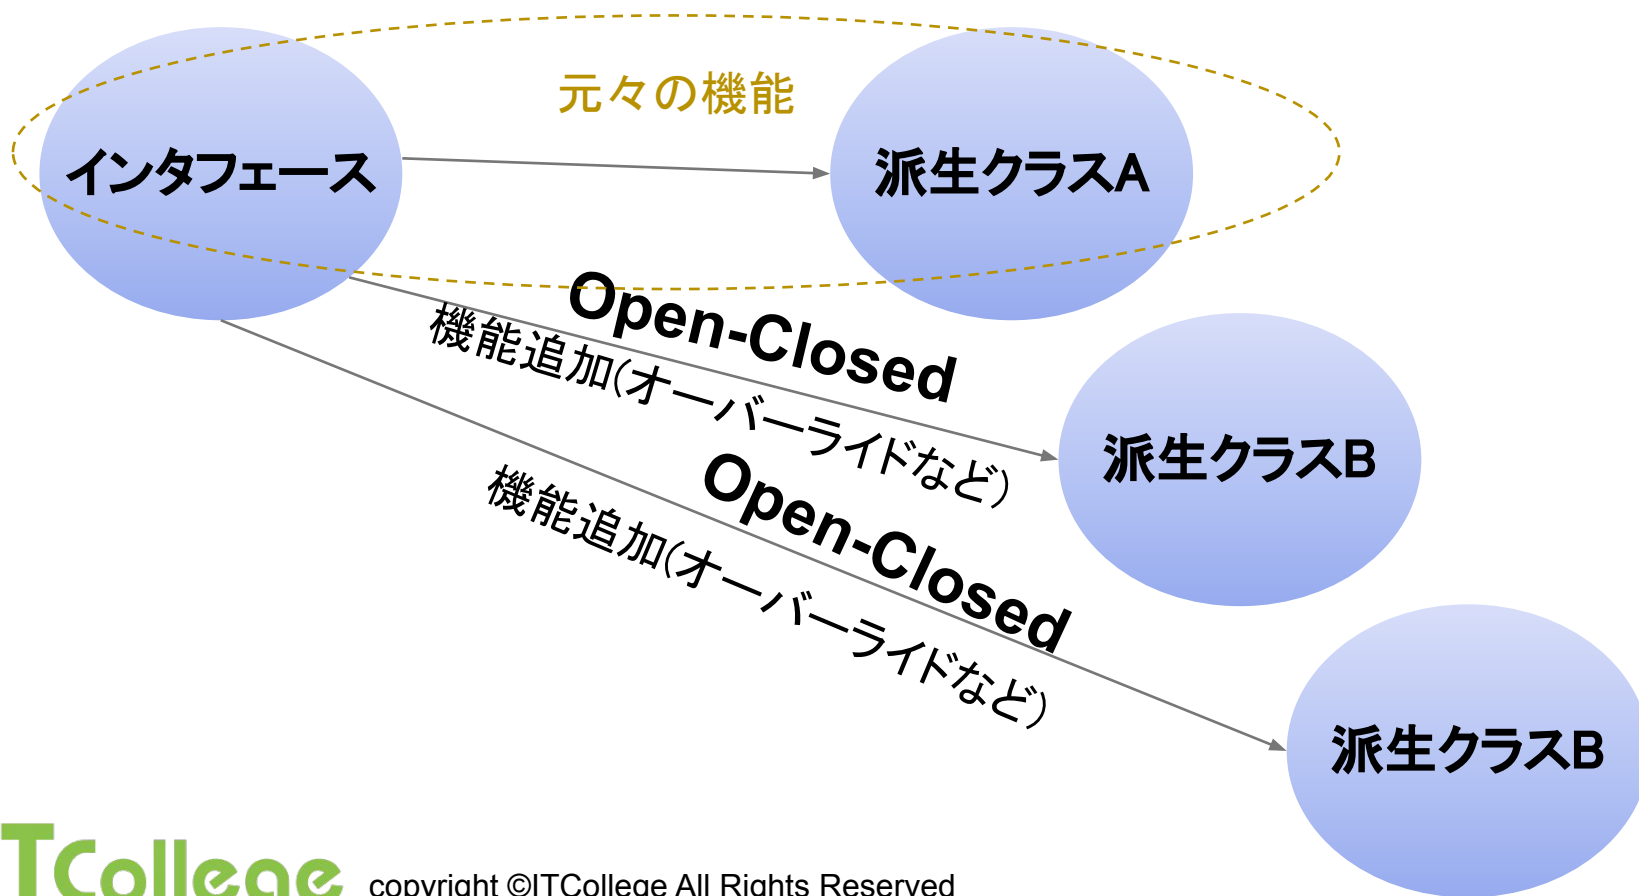 元々の機能
インタフェース
派生クラスA
Open-Closed
機能追加(オーバーライドなど)
派生クラスB
Open-Closed
機能追加(オーバーライドなど)
派生クラスB
TCollege
copyright ©ITCollege All Rights Reserved